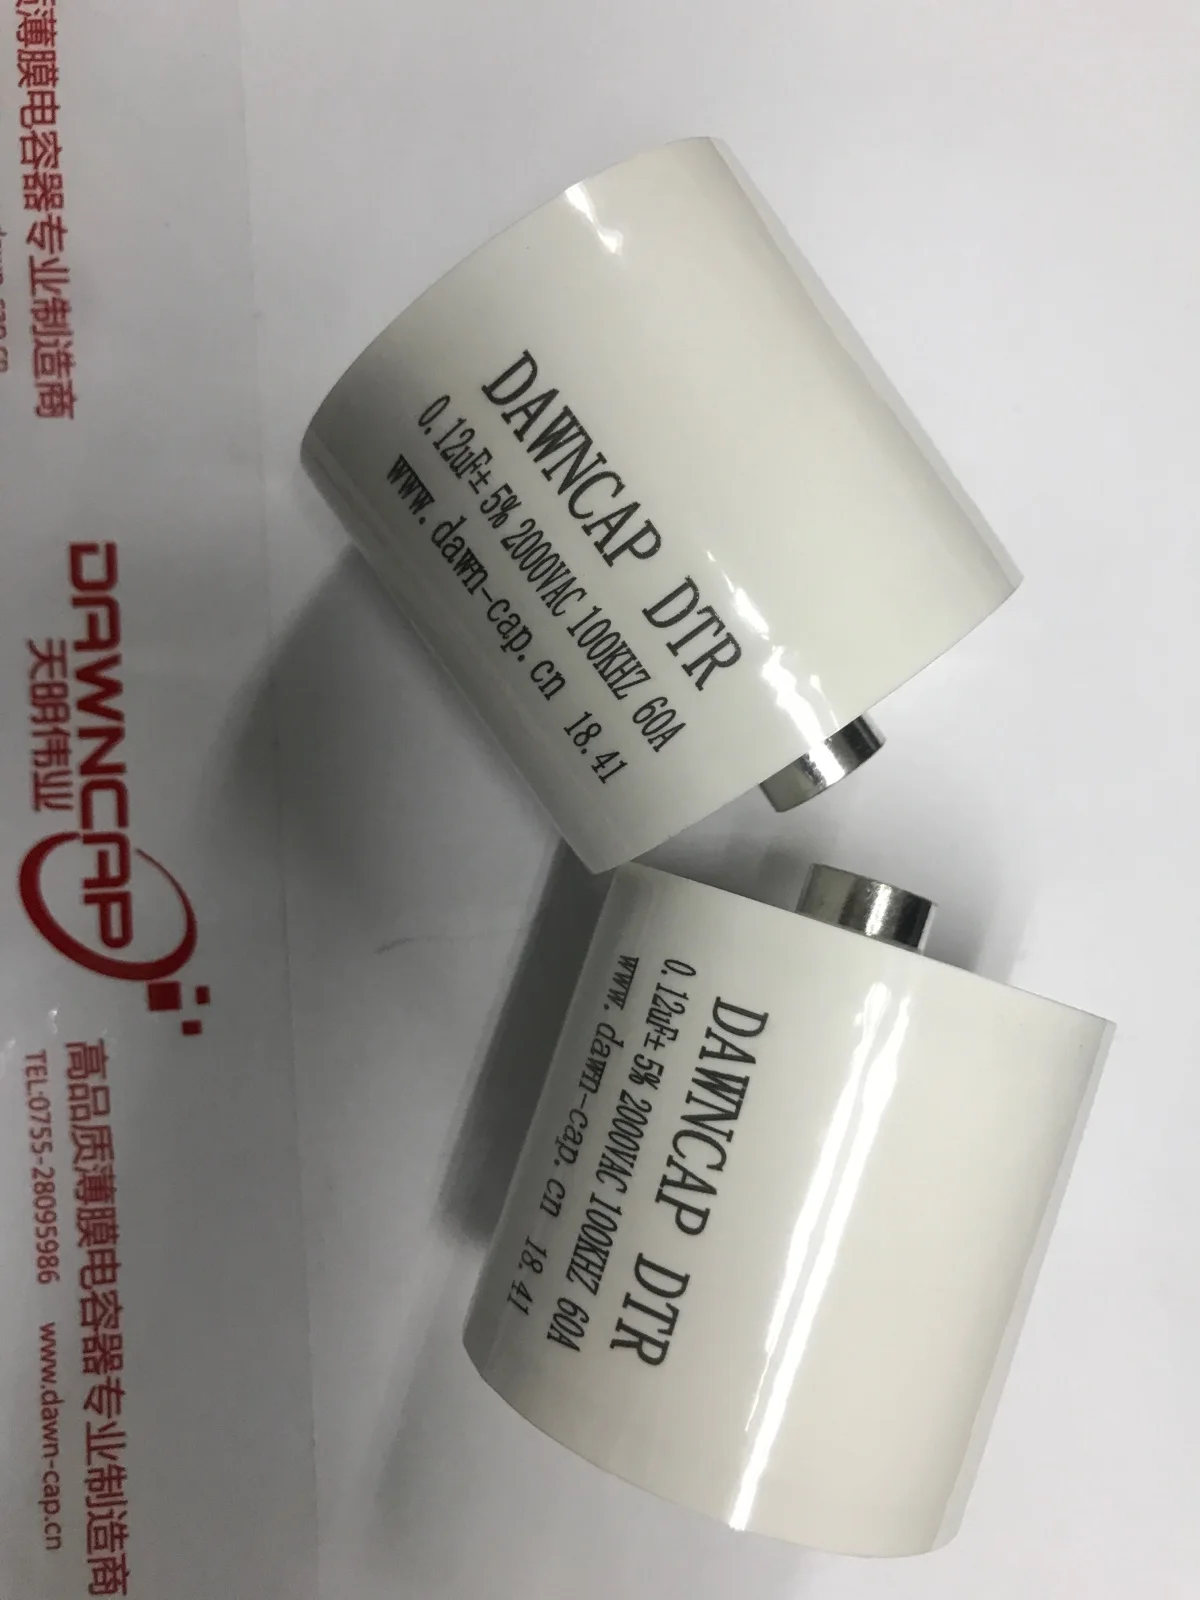 质薄膜电容器专业制造商
DAWNCAP
天明伟业
高品质薄膜电容器专业制造商
TEL:0755-28095986 www.dawn-cap.cn
DAWNCAP DTR
0.12uF±5% 2000VAC 100KHZ 60A
www.dawn-cap.cn 18.41
DAWNCAP DTR
0.12uF±5% 2000VAC 100KHZ 60A
www.dawn-cap.cn 18.41